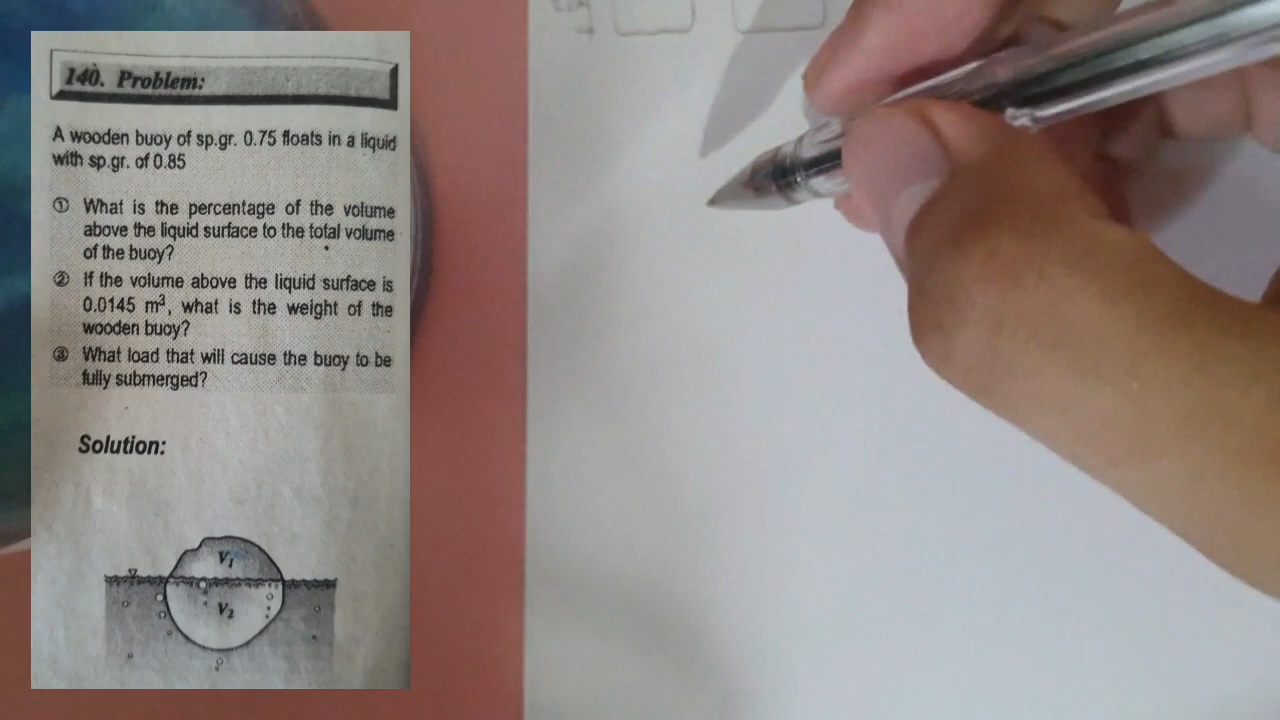 140. Problem:
A wooden buoy of sp.gr. 0.75 floats in a liquid
with sp.gr. of 0.85
① What is the percentage of the volume
above the liquid surface to the total volume
of the buoy?
② If the volume above the liquid surface is
0.0145 m³, what is the weight of the
wooden buoy?
③ What load that will cause the buoy to be
fully submerged?
Solution:
V₁
V₂